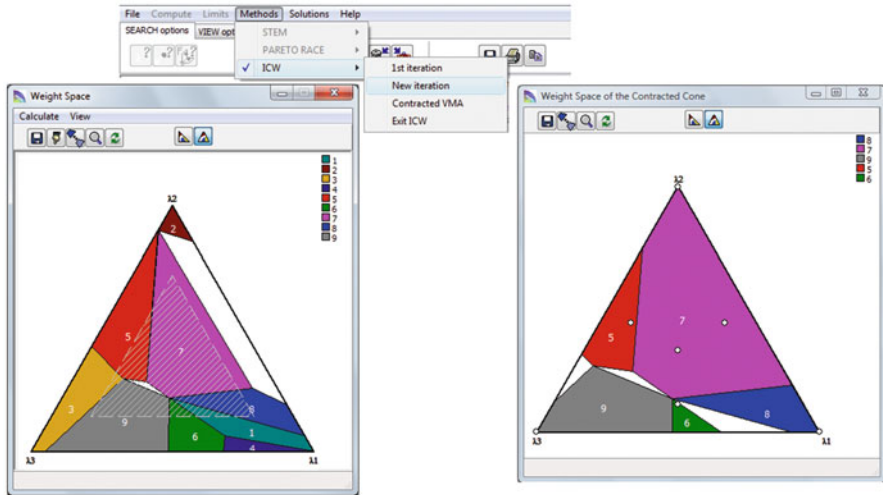 File Compute Limits Methods Solutions Help
SEARCH options VIEW opt
STEM
PARETO RACE
ICW
1st iteration
New iteration
Contracted VMA
Exit ICW
Weight Space
Calculate View
1
2
3
4
5
6
7
8
9
λ2
2
5
7
3
8
9
6
1
4
λ3
λ1
Weight Space of the Contracted Cone
8
7
9
5
6
λ2
7
5
9
8
6
λ3
λ1